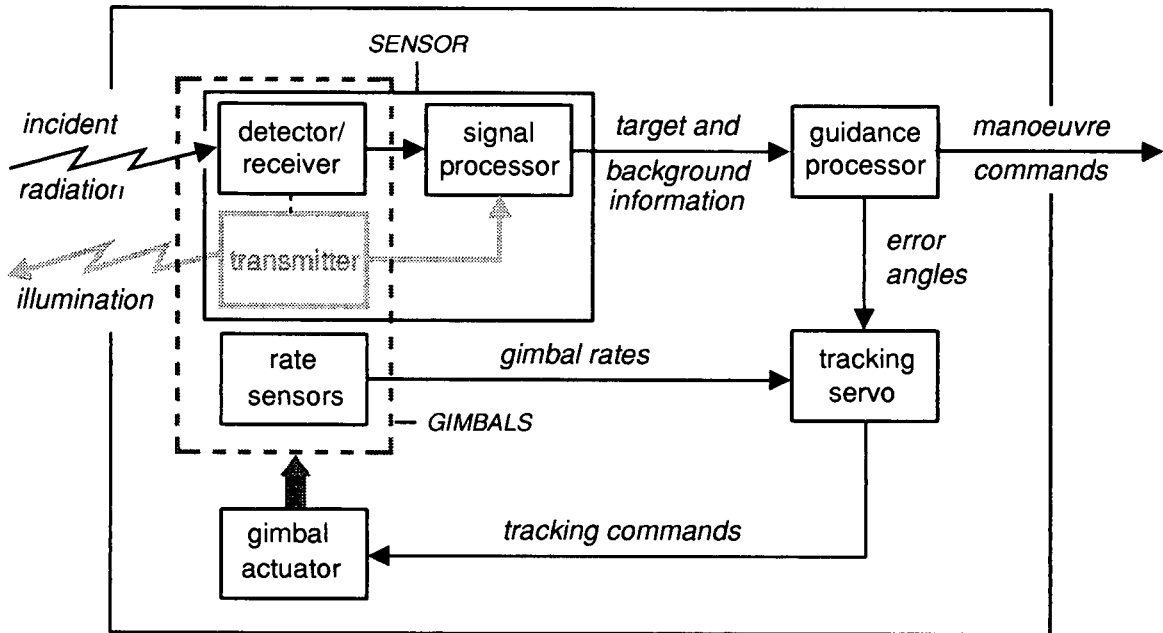 SENSOR
incident
radiation
detector/
receiver
signal
processor
target and
background
information
guidance
processor
manoeuvre
commands
transmitter
illumination
error
angles
rate
sensors
gimbal rates
tracking
servo
GIMBALS
gimbal
actuator
tracking commands